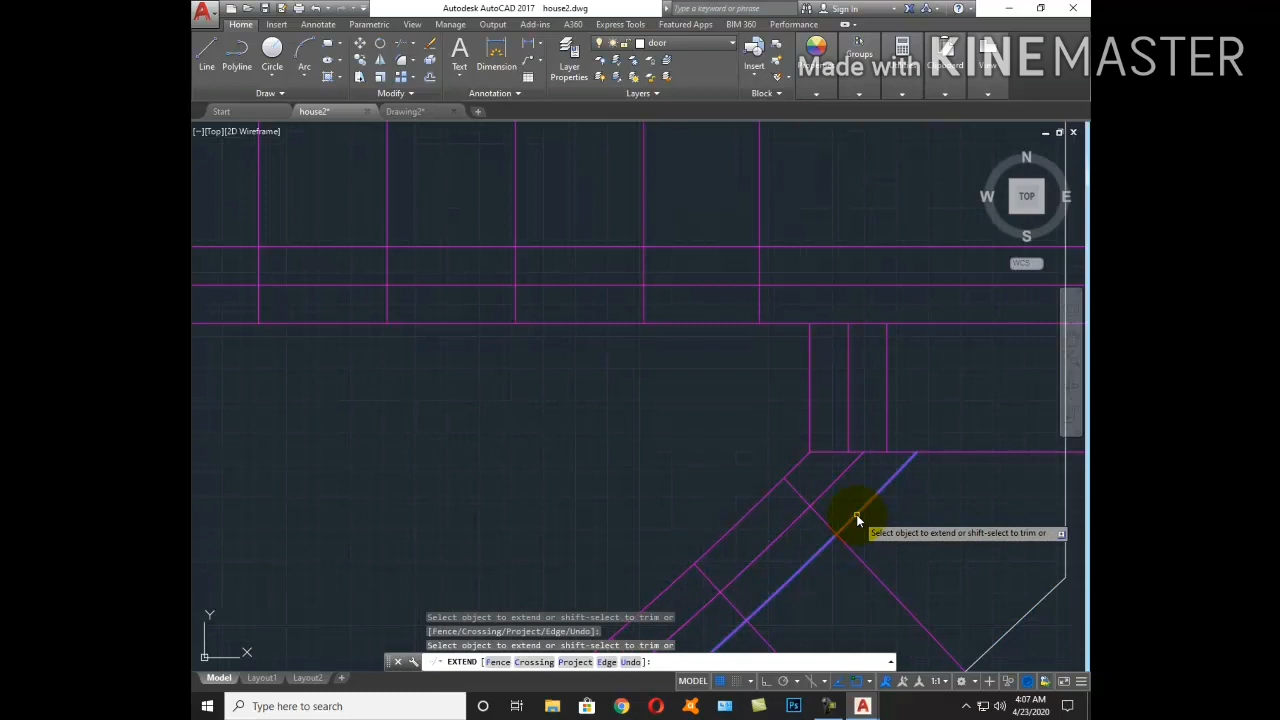 Autodesk AutoCAD 2017 house2.dwg
Type a keyword or phrase
Sign In
Home Insert Annotate Parametric View Manage Output Add-ins A360 Express Tools Featured Apps BIM 360 Performance
Line Polyline Circle Arc
Text Dimension
Layer Properties
door
Insert
Groups
Made with KINEMASTER
Draw Modify Annotation Layers Block
Start house2* Drawing2*
[−][Top][2D Wireframe]
N
W TOP E
S
WCS
Select object to extend or shift-select to trim or
Select object to extend or shift-select to trim or
[Fence/Crossing/Project/Edge/Undo]:
Select object to extend or shift-select to trim or
EXTEND [Fence Crossing Project Edge Undo]:
Y
X
Model Layout1 Layout2
MODEL 1:1
Type here to search
4:07 AM
4/23/2020